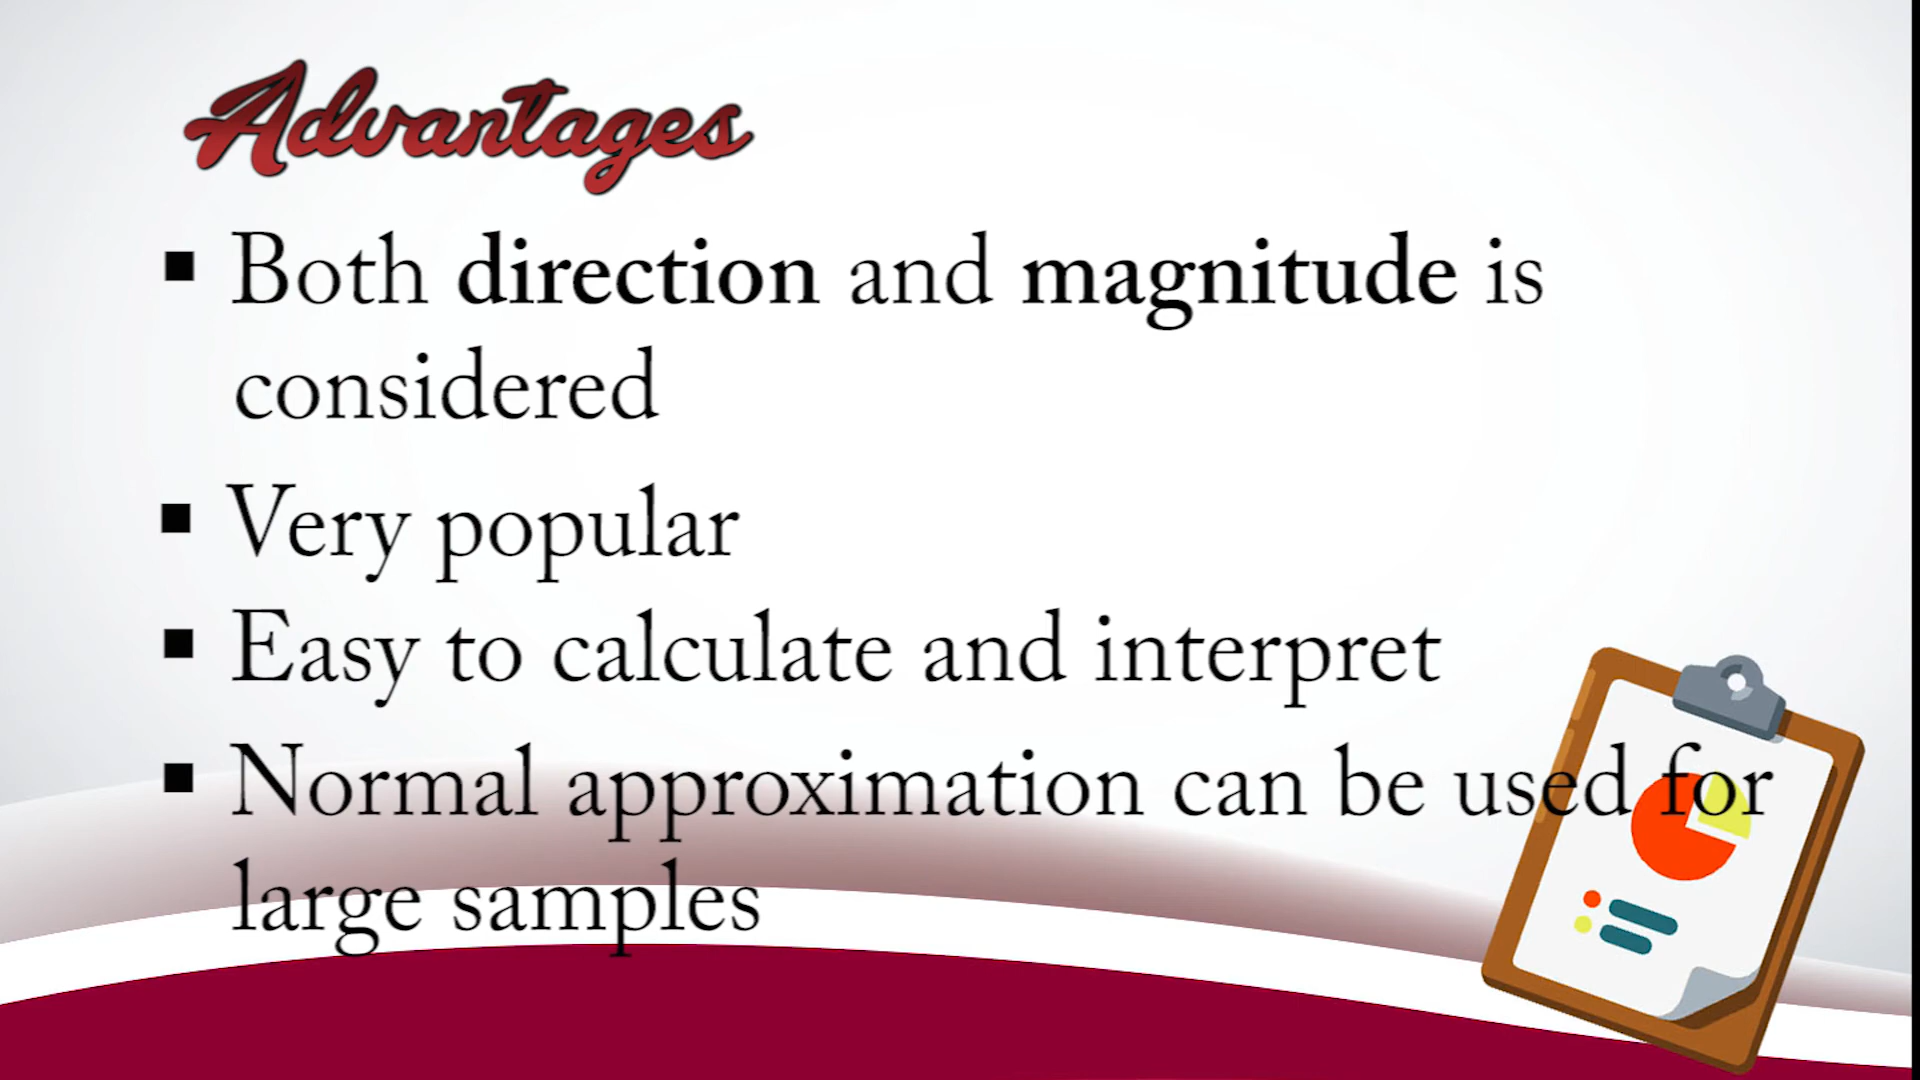 Advantages
▪ Both direction and magnitude is
considered
▪ Very popular
▪ Easy to calculate and interpret
▪ Normal approximation can be used for
large samples